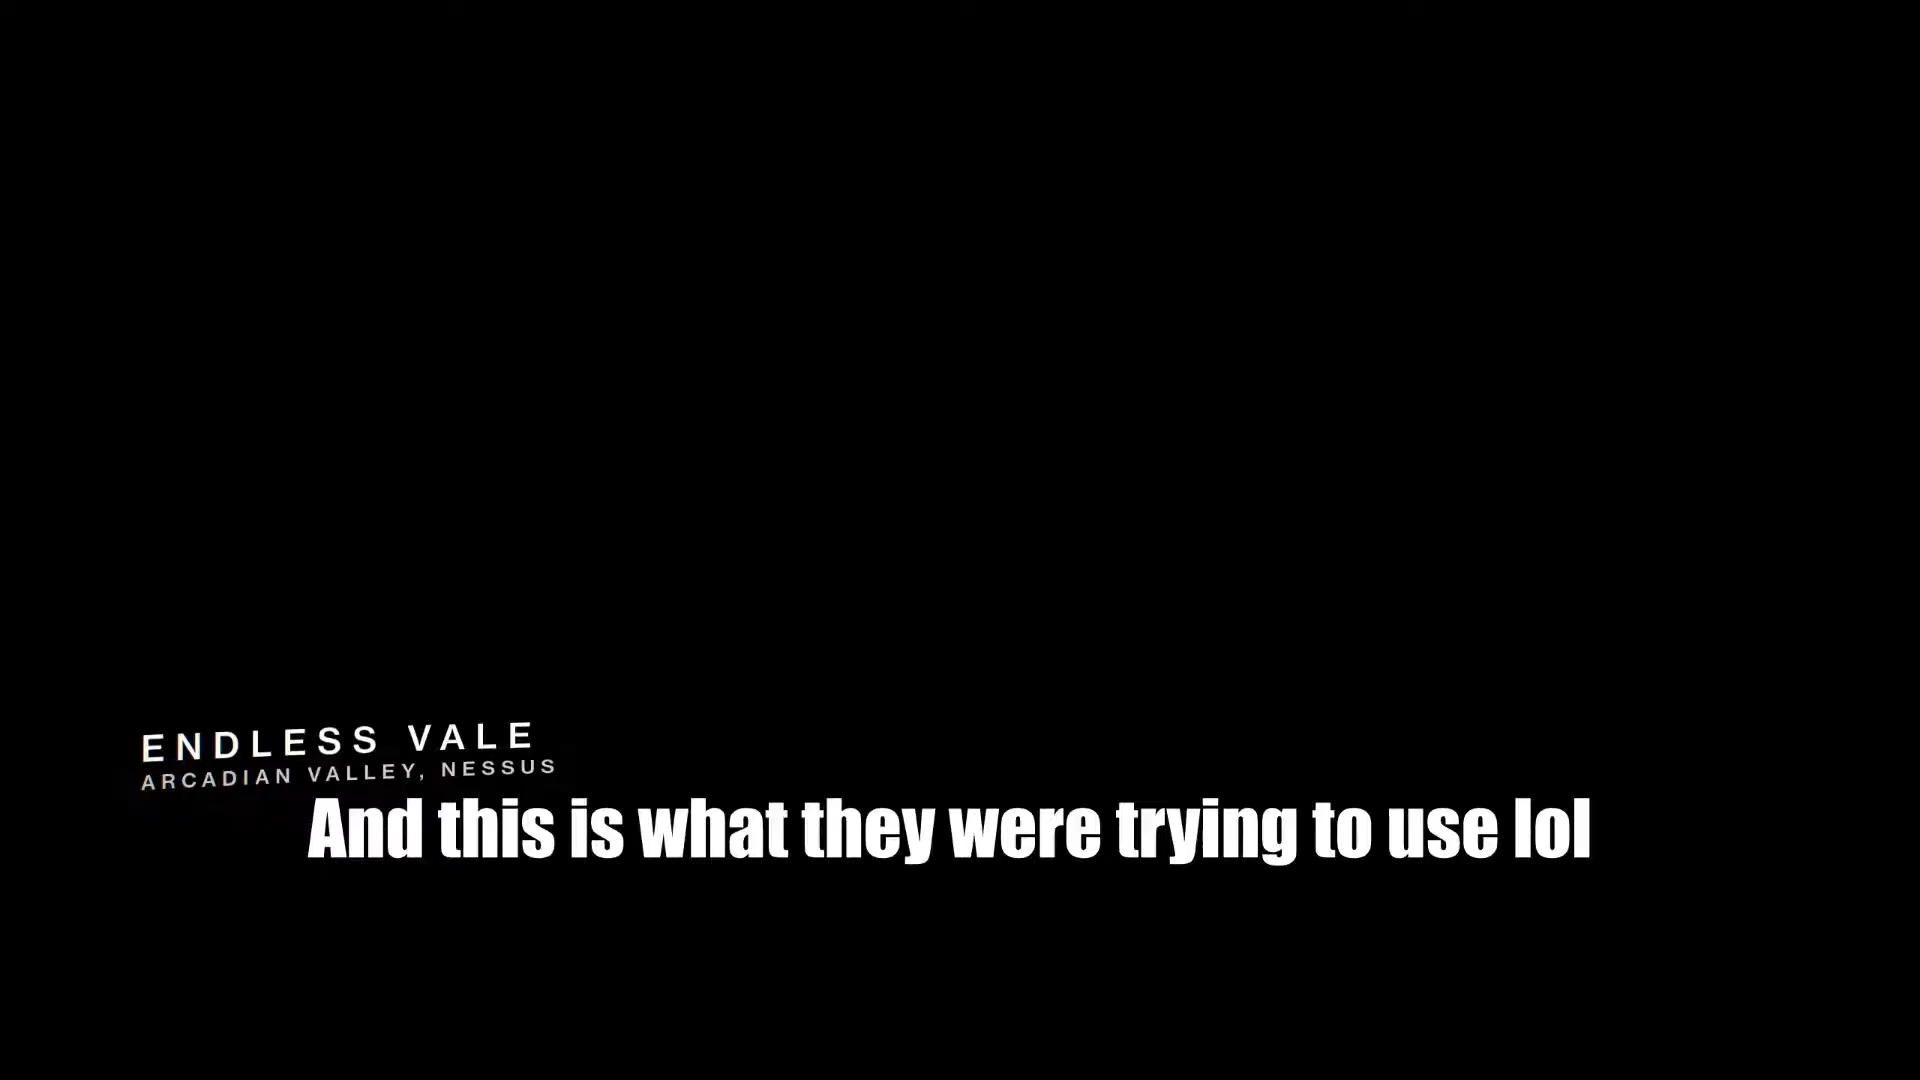 ENDLESS VALE
ARCADIAN VALLEY, NESSUS
And this is what they were trying to use lol